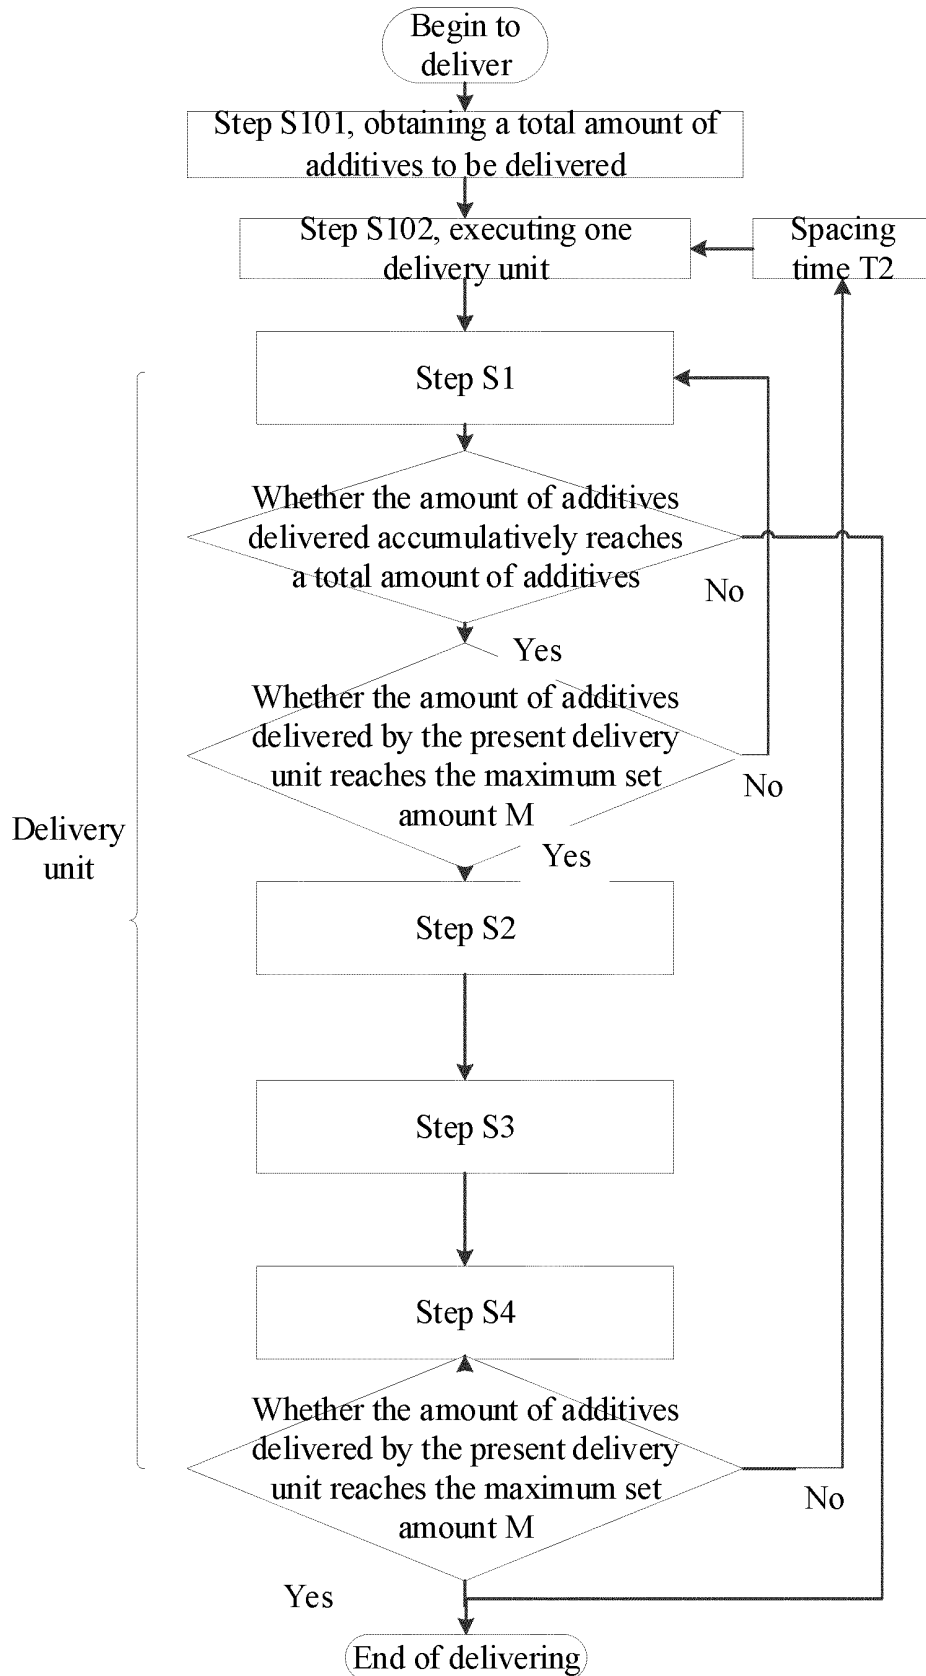 Begin to
deliver
Step S101, obtaining a total amount of
additives to be delivered
Step S102, executing one
delivery unit
Spacing
time T2
Step S1
Whether the amount of additives
delivered accumulatively reaches
a total amount of additives
No
Yes
Whether the amount of additives
delivered by the present delivery
unit reaches the maximum set
amount M
No
Yes
Delivery
unit
Step S2
Step S3
Step S4
Whether the amount of additives
delivered by the present delivery
unit reaches the maximum set
amount M
No
Yes
End of delivering